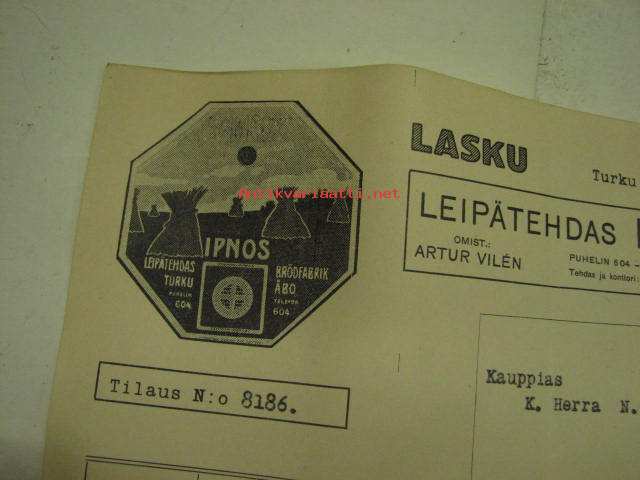 LASKU
Turku
Antikvariaatti.net
LEIPÄTEHDAS
OMIST.:
ARTUR VILÉN
PUHELIN 604 –
Tehdas ja konttori:
IPNOS
LEIPÄTEHDAS
TURKU
PUHELIN
604
BRÖDFABRIK
ÅBO
TELEFON
604
Tilaus N:o 8186.
Kauppias
K. Herra N.